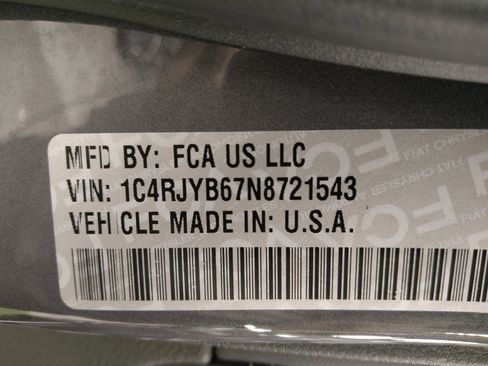 MFD BY: FCA US LLC
VIN: 1C4RJYB67N8721543
VEHICLE MADE IN: U.S.A.